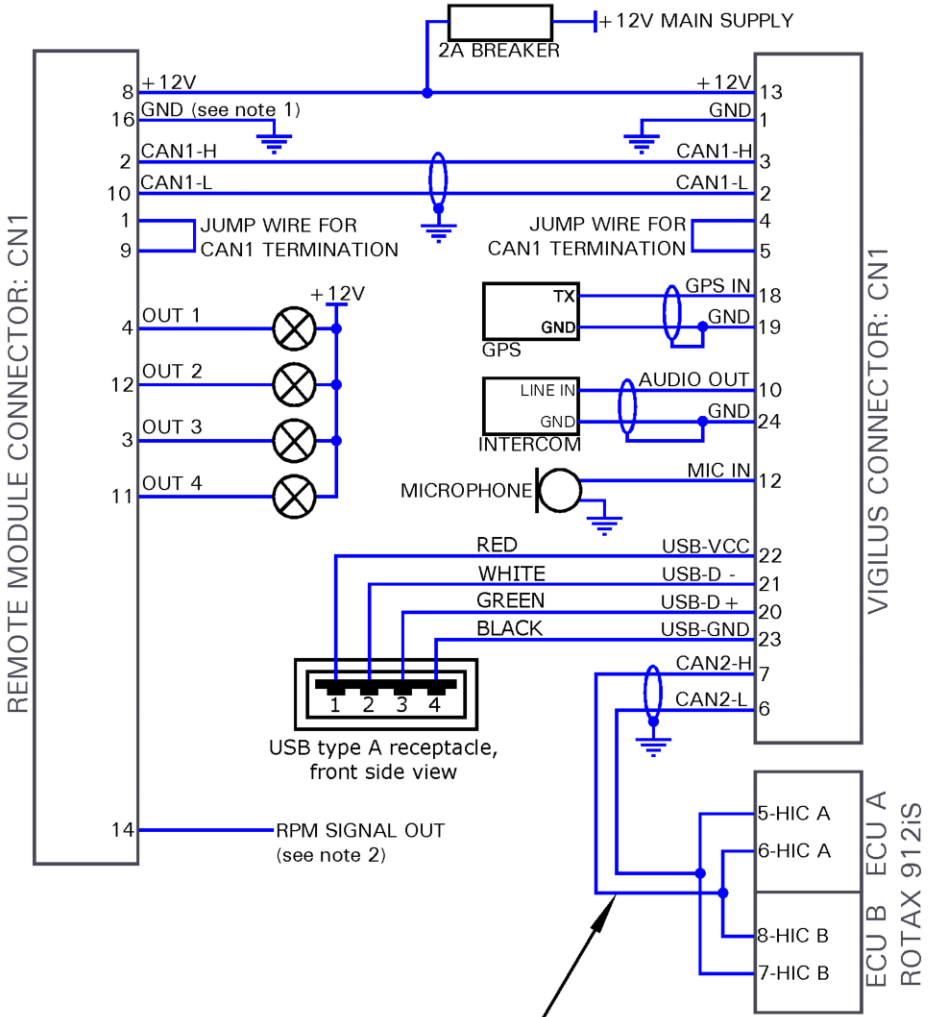 +12V MAIN SUPPLY
2A BREAKER
REMOTE MODULE CONNECTOR: CN1
8 +12V
16 GND (see note 1)
2 CAN1-H
10 CAN1-L
1
9
JUMP WIRE FOR
CAN1 TERMINATION
+12V
4 OUT 1
12 OUT 2
3 OUT 3
11 OUT 4
14
RPM SIGNAL OUT
(see note 2)
VIGILUS CONNECTOR: CN1
+12V 13
GND 1
CAN1-H 3
CAN1-L 2
JUMP WIRE FOR
CAN1 TERMINATION
4
5
TX
GND
GPS
GPS IN 18
GND 19
LINE IN
GND
INTERCOM
AUDIO OUT 10
GND 24
MICROPHONE
MIC IN 12
RED USB-VCC 22
WHITE USB-D - 21
GREEN USB-D + 20
BLACK USB-GND 23
1 2 3 4
USB type A receptacle,
front side view
CAN2-H 7
CAN2-L 6
5-HIC A
6-HIC A
8-HIC B
7-HIC B
ECU B ECU A
ROTAX 912iS